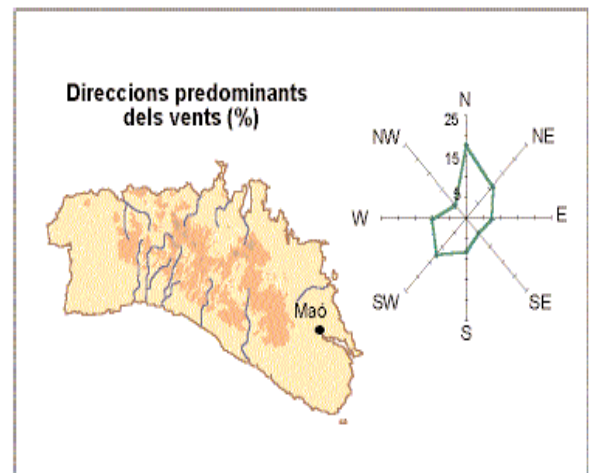 Direccions predominants
dels vents (%)
N
25
NW
NE
15
5
W
E
Maó
SW
SE
S